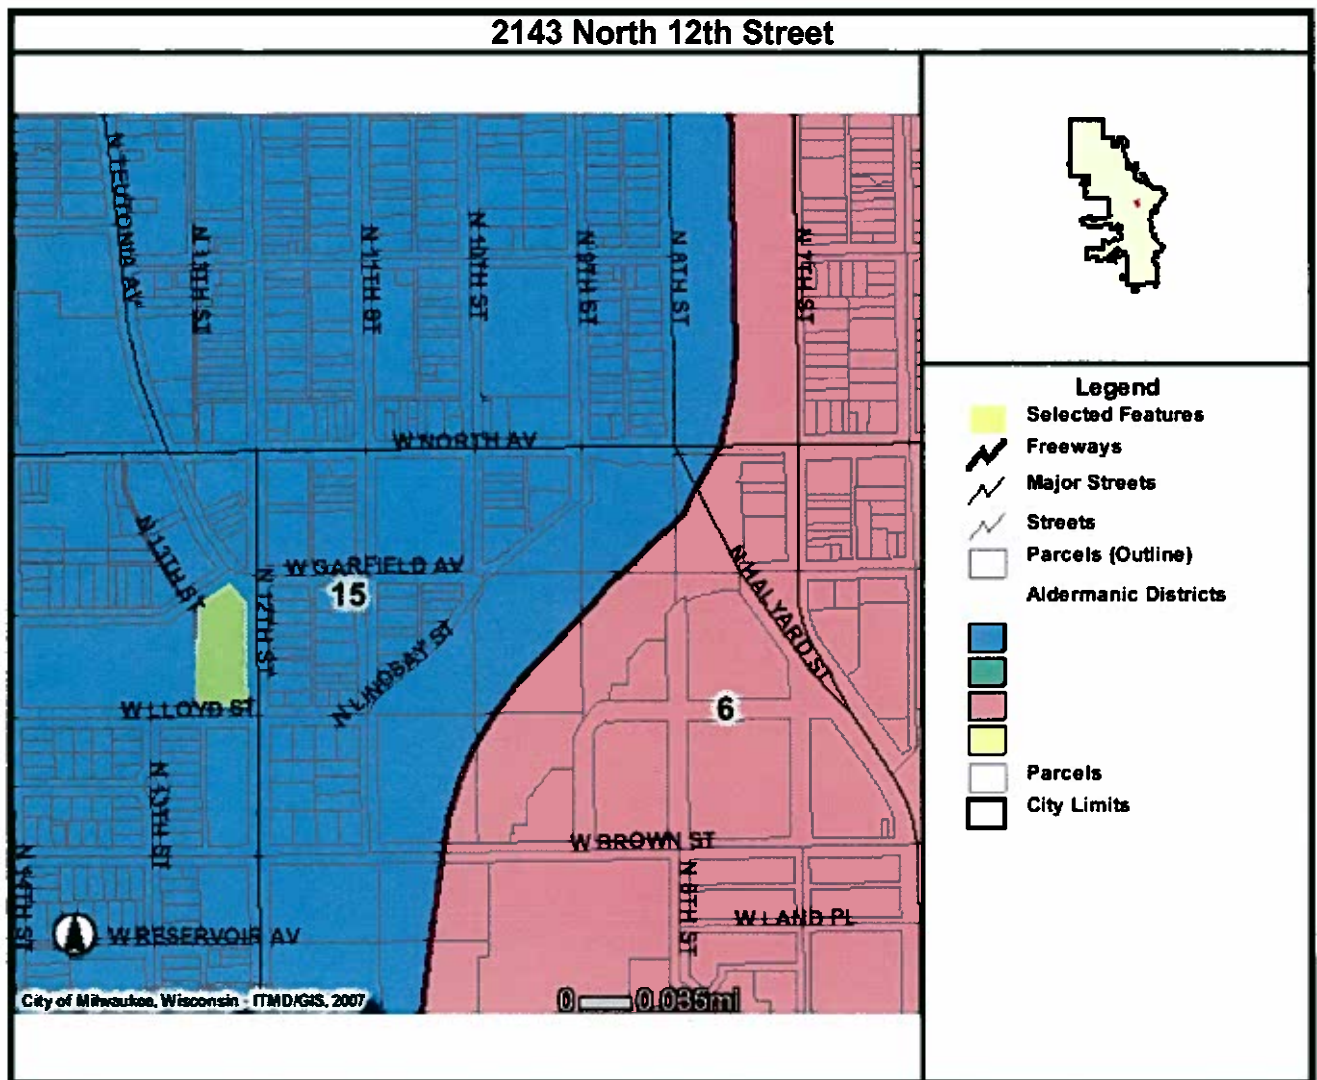 2143 North 12th Street
N TEUTONIA AV
N 13TH ST
N 11TH ST
N 10TH ST
N 9TH ST
N 8TH ST
N 7TH ST
W NORTH AV
N 13TH ST
W GARFIELD AV
15
N 12TH ST
N HALYARD ST
N LINDSAY ST
W LLOYD ST
6
N 13TH ST
W BROWN ST
N 14TH ST
N 8TH ST
W LAND PL
W RESERVOIR AV
City of Milwaukee, Wisconsin - ITMD/GIS, 2007
0 0.035mi
Legend
Selected Features
Freeways
Major Streets
Streets
Parcels (Outline)
Aldermanic Districts
Parcels
City Limits